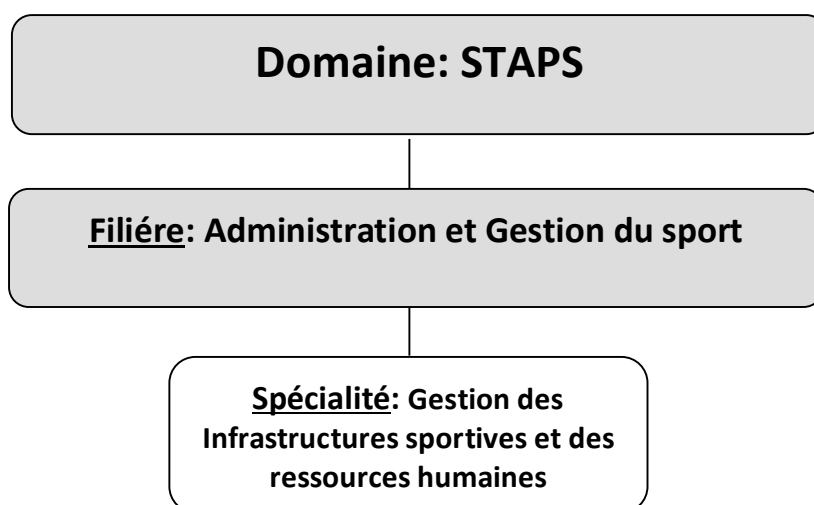 Domaine: STAPS
Filiére: Administration et Gestion du sport
Spécialité: Gestion des
Infrastructures sportives et des
ressources humaines